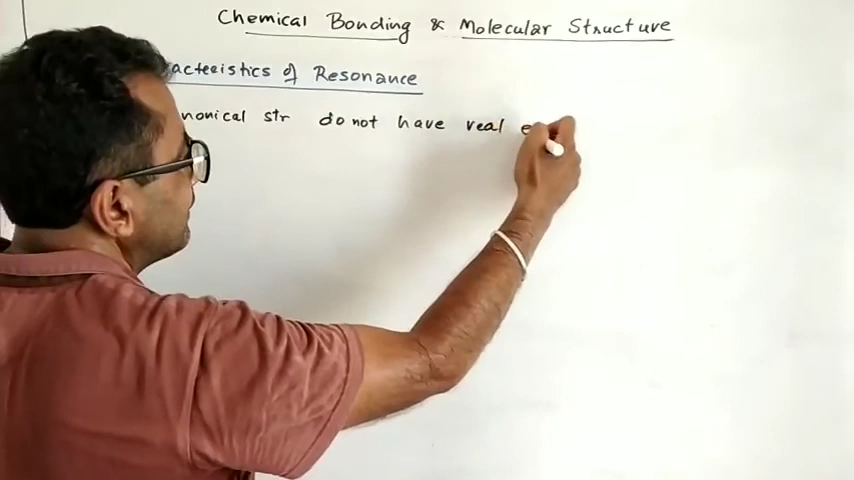 Chemical Bonding & Molecular Structure
acteristics of Resonance
nonical str do not have real